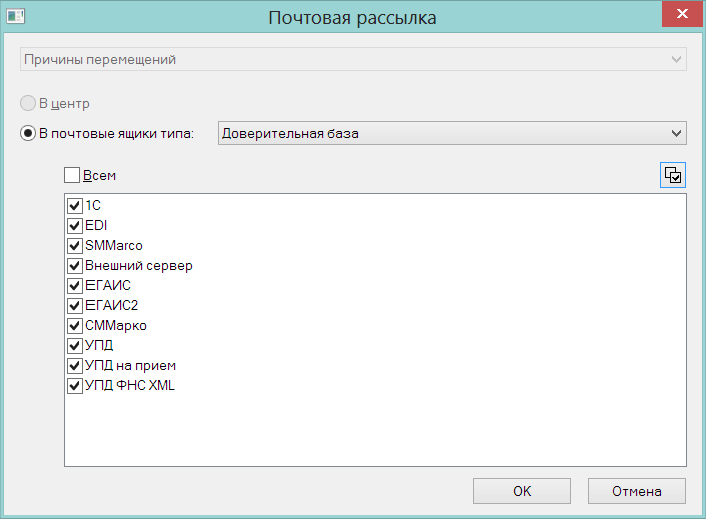 Почтовая рассылка
Причины перемещений
В центр
В почтовые ящики типа: Доверительная база
Всем
1С
EDI
SMMarco
Внешний сервер
ЕГАИС
ЕГАИС2
СММарко
УПД
УПД на прием
УПД ФНС XML
OK Отмена